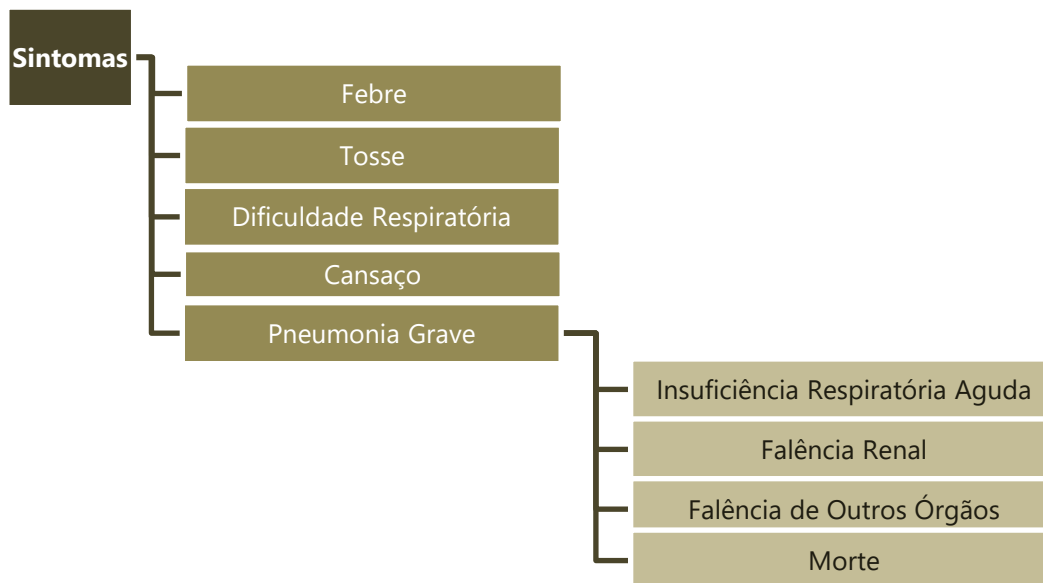 Sintomas
Febre
Tosse
Dificuldade Respiratória
Cansaço
Pneumonia Grave
Insuficiência Respiratória Aguda
Falência Renal
Falência de Outros Órgãos
Morte